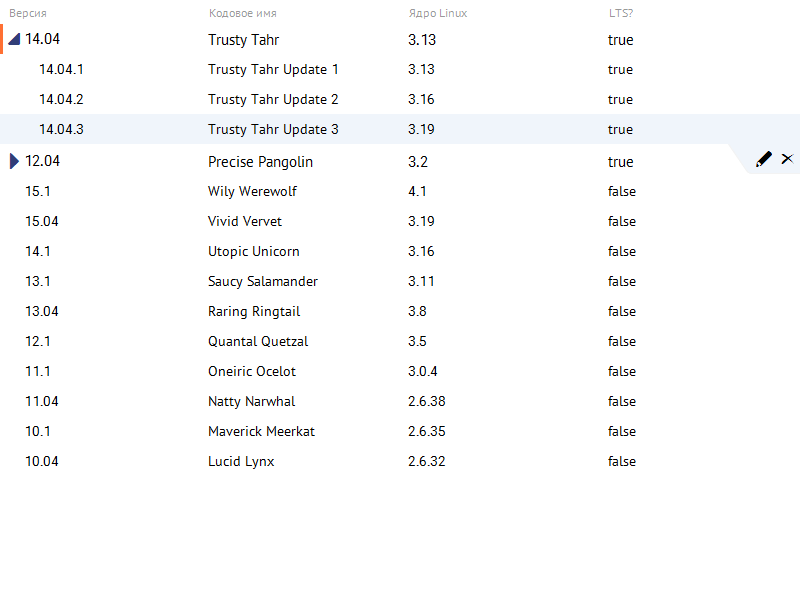 Версия Кодовое имя Ядро Linux LTS?
14.04 Trusty Tahr 3.13 true
14.04.1 Trusty Tahr Update 1 3.13 true
14.04.2 Trusty Tahr Update 2 3.16 true
14.04.3 Trusty Tahr Update 3 3.19 true
12.04 Precise Pangolin 3.2 true
15.1 Wily Werewolf 4.1 false
15.04 Vivid Vervet 3.19 false
14.1 Utopic Unicorn 3.16 false
13.1 Saucy Salamander 3.11 false
13.04 Raring Ringtail 3.8 false
12.1 Quantal Quetzal 3.5 false
11.1 Oneiric Ocelot 3.0.4 false
11.04 Natty Narwhal 2.6.38 false
10.1 Maverick Meerkat 2.6.35 false
10.04 Lucid Lynx 2.6.32 false